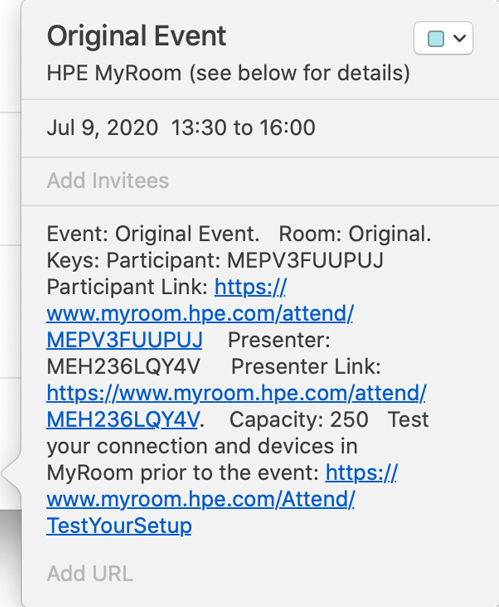 Original Event
HPE MyRoom (see below for details)
Jul 9, 2020  13:30 to 16:00
Add Invitees
Event: Original Event.   Room: Original.
Keys: Participant: MEPV3FUUPUJ
Participant Link: https://
www.myroom.hpe.com/attend/
MEPV3FUUPUJ    Presenter:
MEH236LQY4V     Presenter Link:
https://www.myroom.hpe.com/attend/
MEH236LQY4V.    Capacity: 250   Test
your connection and devices in
MyRoom prior to the event: https://
www.myroom.hpe.com/Attend/
TestYourSetup
Add URL